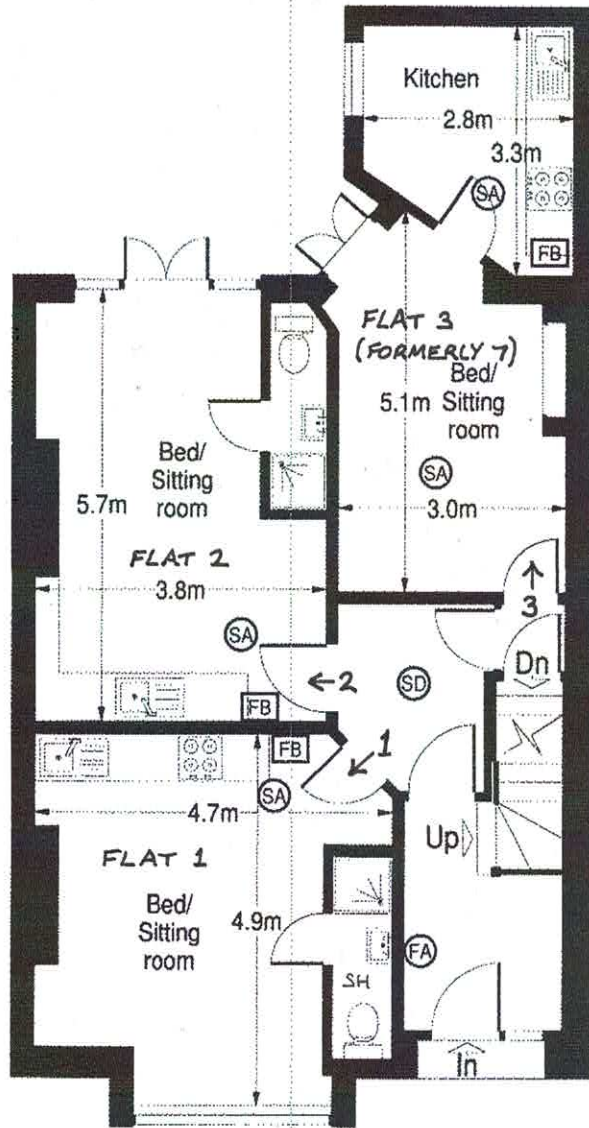 Kitchen
2.8m
3.3m
SA
FB
FLAT 3
(FORMERLY 7)
Bed/
5.1m
Sitting
room
SA
3.0m
Bed/
Sitting
room
5.7m
FLAT 2
3.8m
SA
FB
←2
SD
↑
3
Dn
FB
↙1
SA
4.7m
Up
FLAT 1
Bed/
Sitting
room
4.9m
FA
SH
In